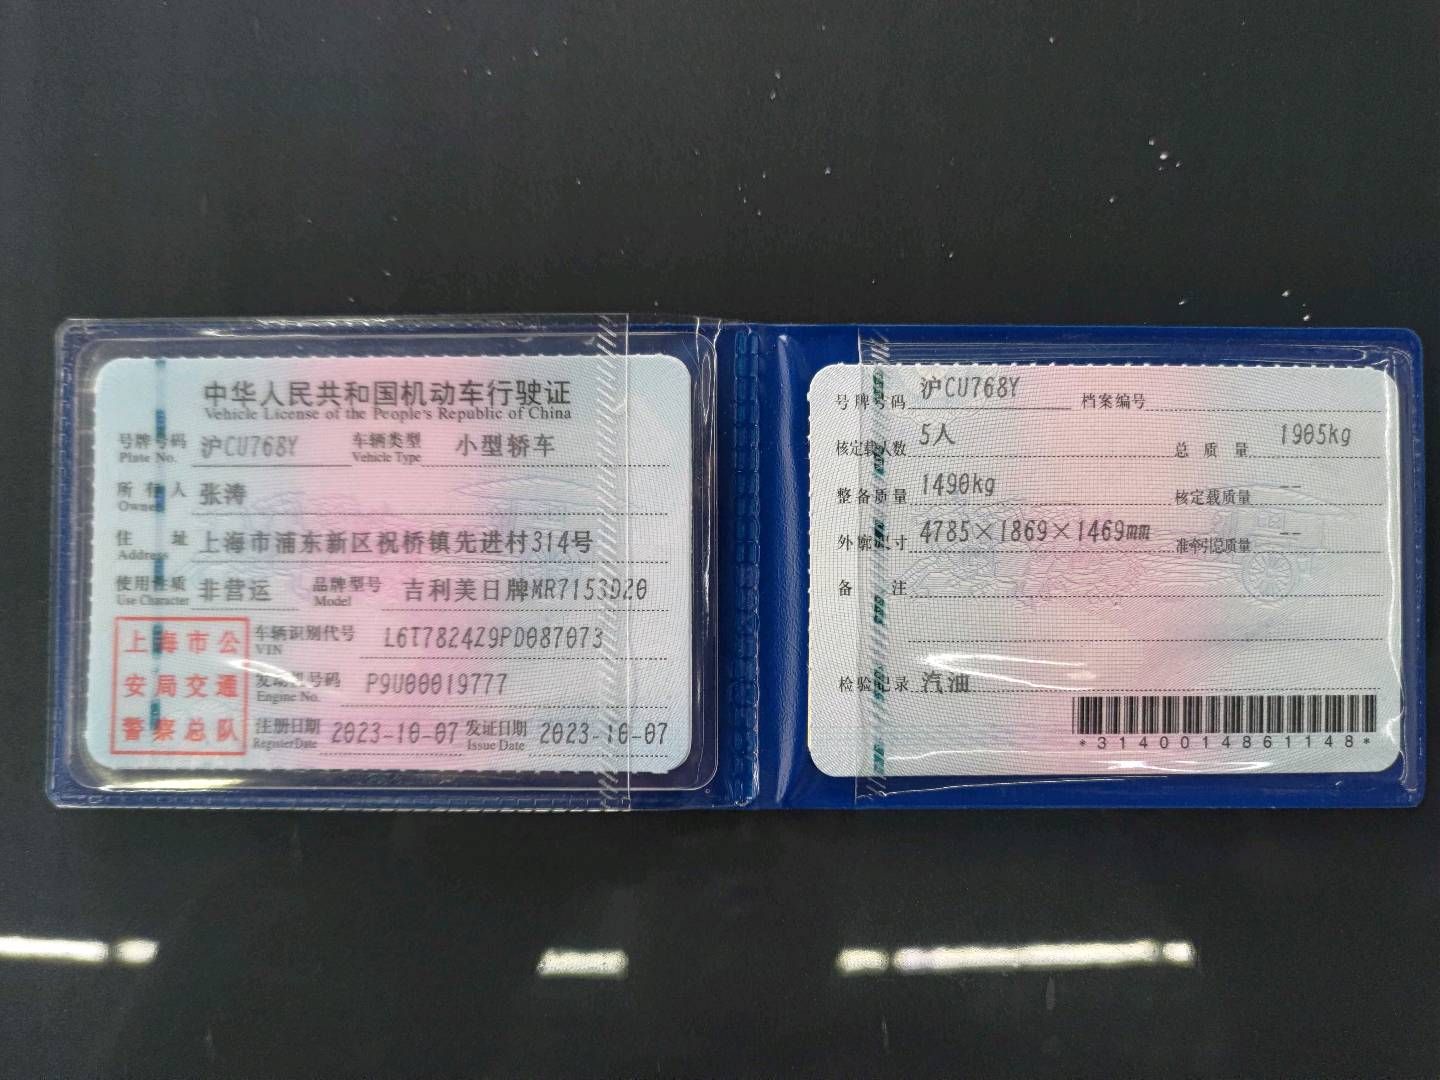 中华人民共和国机动车行驶证
Vehicle License of the People's Republic of China
号牌号码 沪CU768Y 车辆类型 小型轿车
Plate No. Vehicle Type
所有人 张涛
Owner
住址 上海市浦东新区祝桥镇先进村314号
Address
使用性质 非营运 品牌型号 吉利美日牌MR7153D20
Use Character Model
上海市公
安局交通
警察总队
车辆识别代号 L6T7824Z9PD087073
VIN
发动机号码 P9U00019777
Engine No.
注册日期 2023-10-07 发证日期 2023-10-07
Register Date Issue Date
号牌号码 沪CU768Y 档案编号
核定载人数 5人 总质量 1905kg
整备质量 1490kg 核定载质量 --
外廓尺寸 4785×1869×1469mm 准牵引总质量 --
备注
检验记录 汽油
*3140014861148*